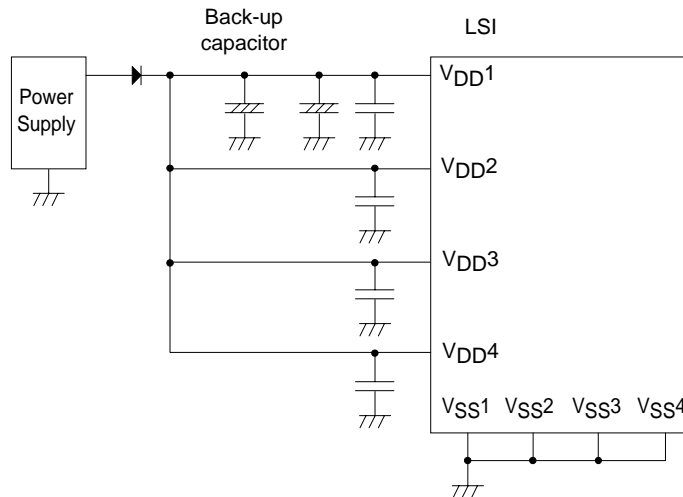 Back-up
capacitor
LSI
Power
Supply
VDD1
VDD2
VDD3
VDD4
VSS1 VSS2 VSS3 VSS4